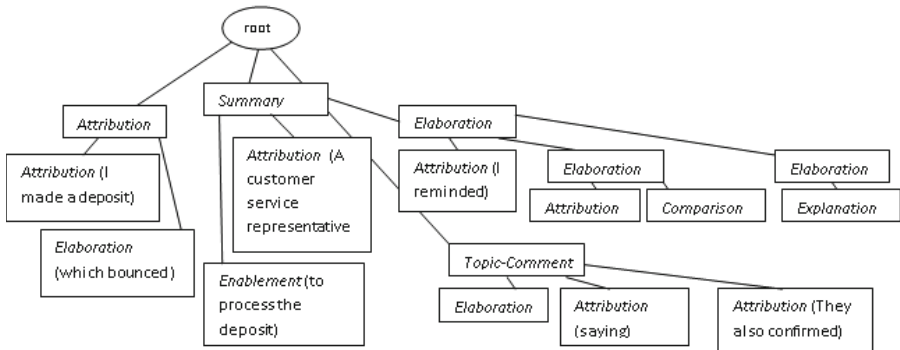 root
Summary
Attribution
Elaboration
Attribution (I
made a deposit)
Attribution (A
customer
service
representative
Attribution (I
reminded)
Elaboration
Elaboration
Attribution
Comparison
Explanation
Elaboration
(which bounced)
Topic-Comment
Enablement (to
process the
deposit)
Elaboration
Attribution
(saying)
Attribution (They
also confirmed)